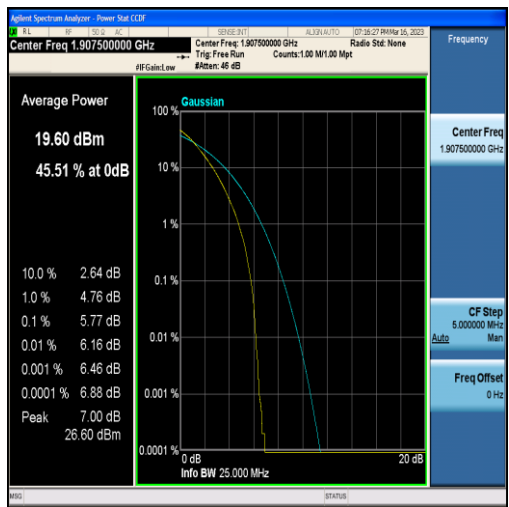 Agilent Spectrum Analyzer - Power Stat CCDF
RL RF 50 Ω AC SENSE:INT ALIGN AUTO 07:16:27 PM Mar 16, 2023
Center Freq 1.907500000 GHz
Center Freq: 1.907500000 GHz Radio Std: None
Trig: Free Run Counts:1.00 M/1.00 Mpt
#IFGain:Low #Atten: 46 dB
Frequency
Average Power
19.60 dBm
45.51 % at 0dB
10.0 % 2.64 dB
1.0 % 4.76 dB
0.1 % 5.77 dB
0.01 % 6.16 dB
0.001 % 6.46 dB
0.0001 % 6.88 dB
Peak 7.00 dB
26.60 dBm
Gaussian
100 %
10 %
1 %
0.1 %
0.01 %
0.001 %
0.0001 %
0 dB 20 dB
Info BW 25.000 MHz
Center Freq
1.907500000 GHz
CF Step
5.000000 MHz
Auto Man
Freq Offset
0 Hz
MSG STATUS